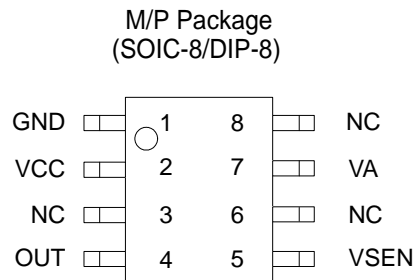 M/P Package
(SOIC-8/DIP-8)
GND 1 8 NC
VCC 2 7 VA
NC 3 6 NC
OUT 4 5 VSEN